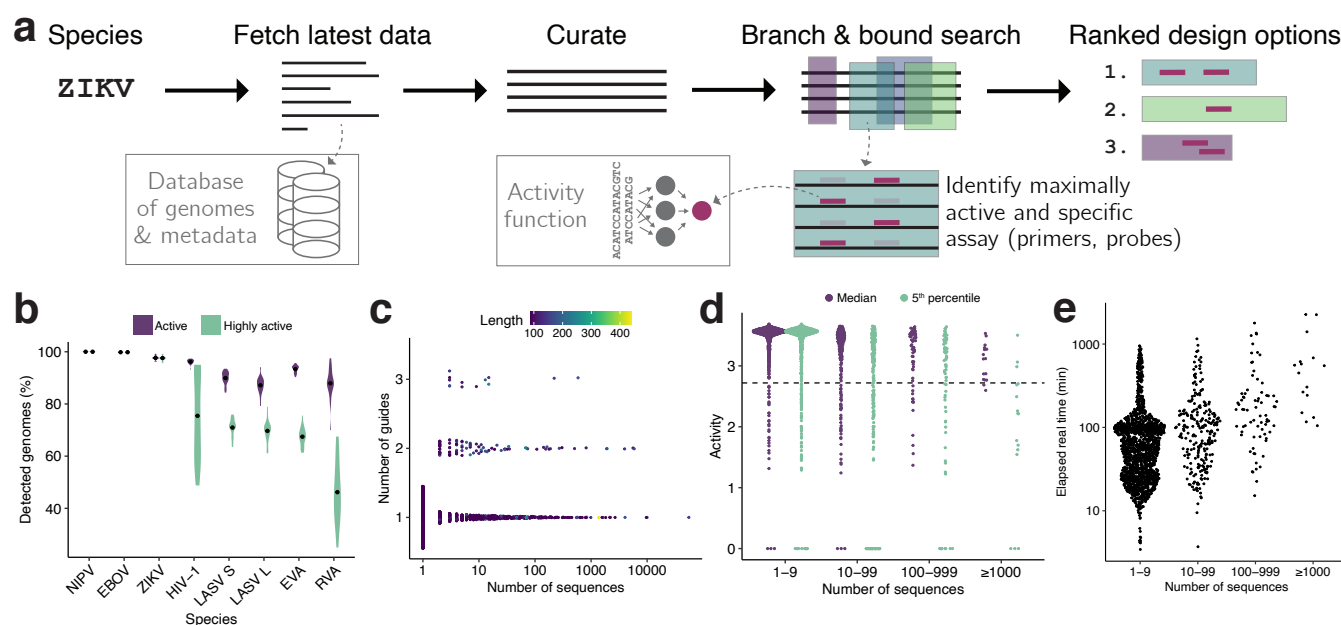 a
Species
Fetch latest data
Curate
Branch & bound search
Ranked design options
ZIKV
1.
2.
3.
Database
of genomes
& metadata
Activity
function
ACATCCATACGTC
ATCCATACG
Identify maximally
active and specific
assay (primers, probes)
b
Active
Highly active
Detected genomes (%)
100
80
60
40
NIPV
EBOV
ZIKV
HIV−1
LASV S
LASV L
EVA
RVA
Species
c
Length
100 200 300 400
Number of guides
3
2
1
1 10 100 1000 10000
Number of sequences
d
Median
5th percentile
Activity
3
2
1
0
1−9 10−99 100−999 ≥1000
Number of sequences
e
Elapsed real time (min)
1000
100
10
1−9 10−99 100−999 ≥1000
Number of sequences